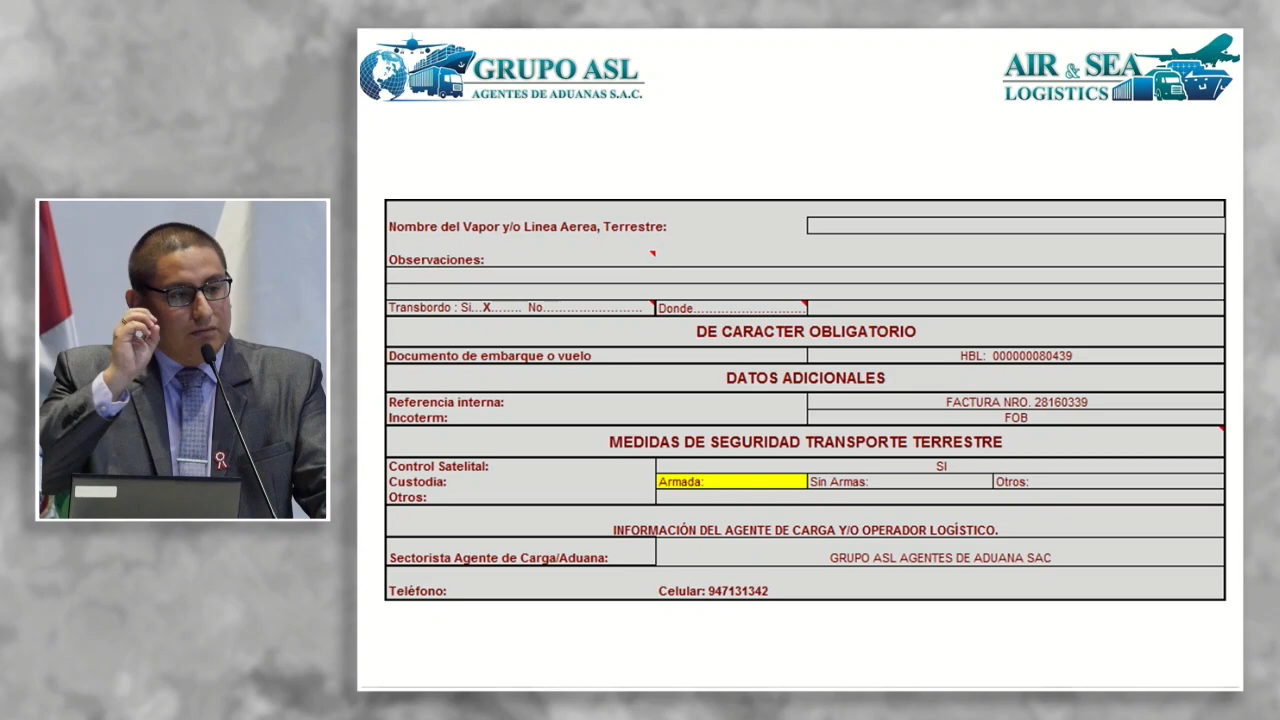 GRUPO ASL
AGENTES DE ADUANAS S.A.C.
AIR & SEA
LOGISTICS
Nombre del Vapor y/o Linea Aerea, Terrestre:
Observaciones:
Transbordo : Si...X........ No........................... Donde..............................
DE CARACTER OBLIGATORIO
Documento de embarque o vuelo HBL: 000000080439
DATOS ADICIONALES
Referencia interna: FACTURA NRO. 28160339
Incoterm: FOB
MEDIDAS DE SEGURIDAD TRANSPORTE TERRESTRE
Control Satelital: SI
Custodia: Armada: Sin Armas: Otros:
Otros:
INFORMACIÓN DEL AGENTE DE CARGA Y/O OPERADOR LOGÍSTICO.
Sectorista Agente de Carga/Aduana: GRUPO ASL AGENTES DE ADUANA SAC
Teléfono: Celular: 947131342